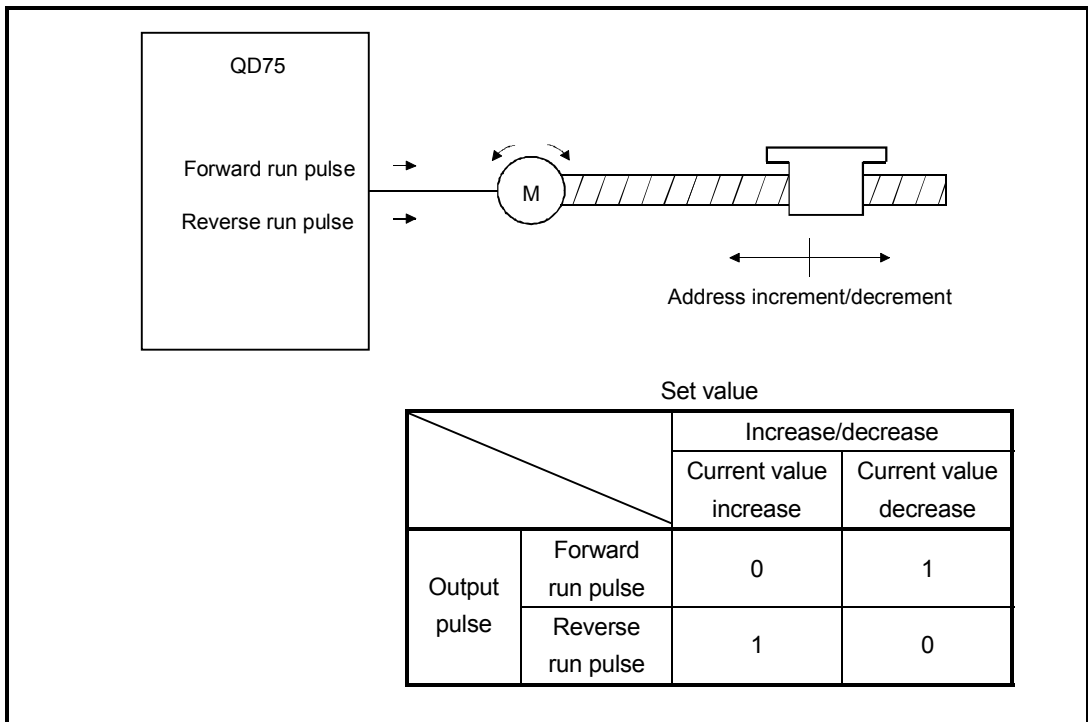 QD75
Forward run pulse
Reverse run pulse
M
Address increment/decrement
Set value
Increase/decrease
Current value
increase
Current value
decrease
Output
pulse
Forward
run pulse
0
1
Reverse
run pulse
1
0